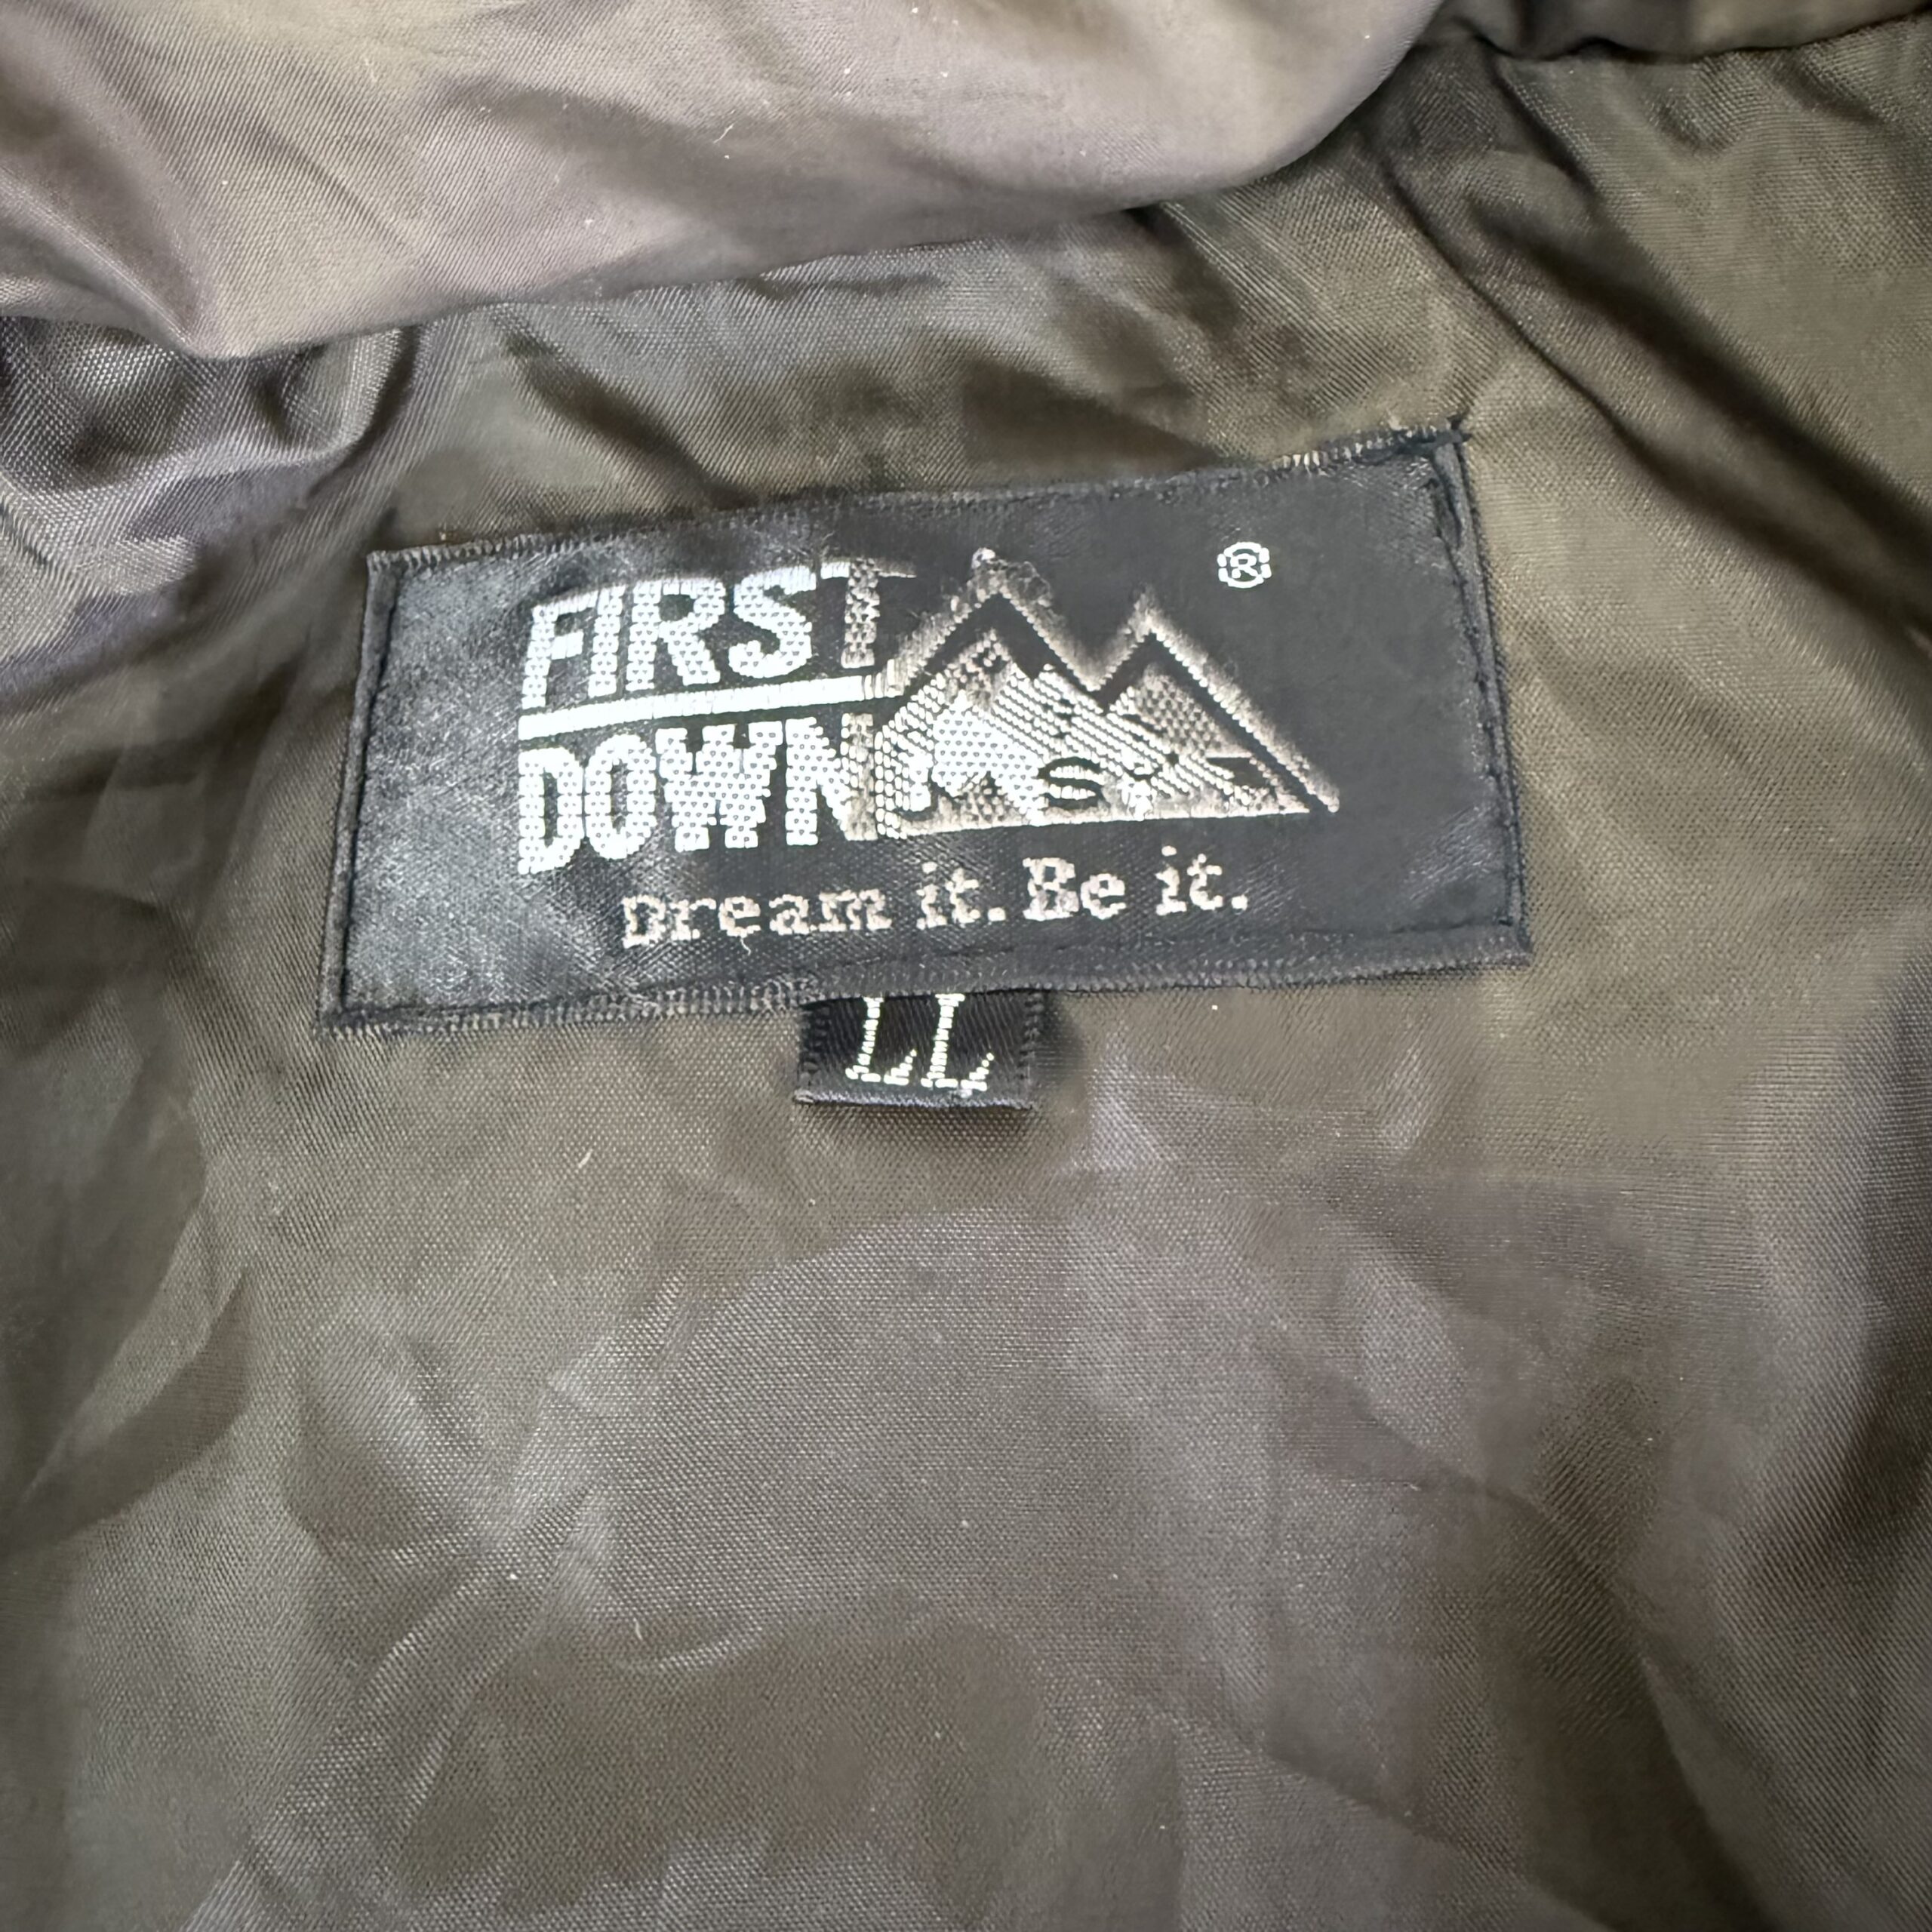 FIRST
®
DOWN
Dream it. Be it.
LL